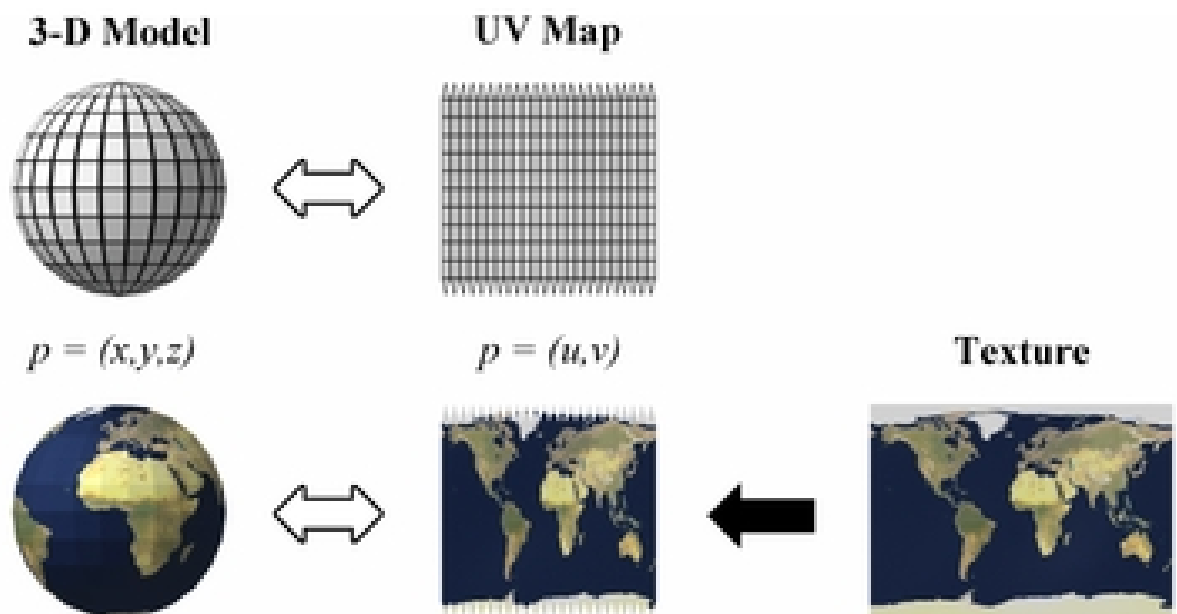 3-D Model
UV Map
p = (x,y,z)
p = (u,v)
Texture